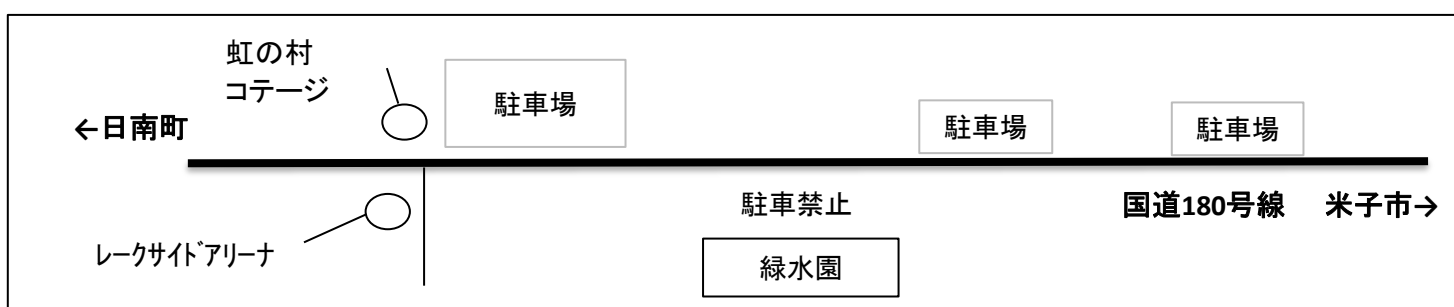 虹の村
コテージ
駐車場
←日南町
駐車場
駐車場
駐車禁止
国道180号線
米子市→
ﾚｰｸｻｲﾄﾞｱﾘｰﾅ
緑水園